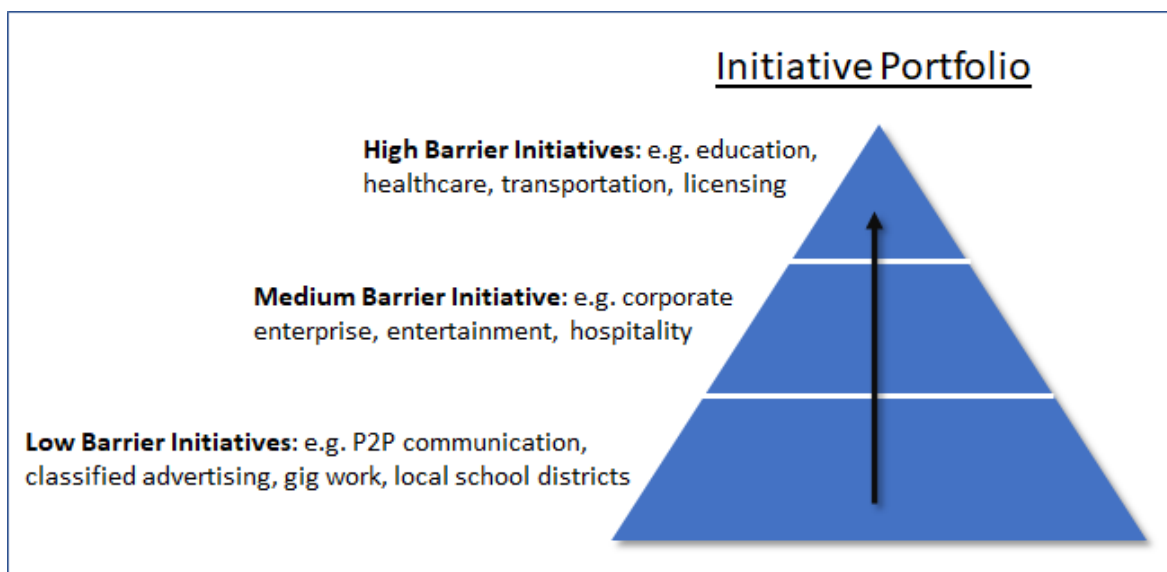 Initiative Portfolio
High Barrier Initiatives: e.g. education,
healthcare, transportation, licensing
Medium Barrier Initiative: e.g. corporate
enterprise, entertainment, hospitality
Low Barrier Initiatives: e.g. P2P communication,
classified advertising, gig work, local school districts